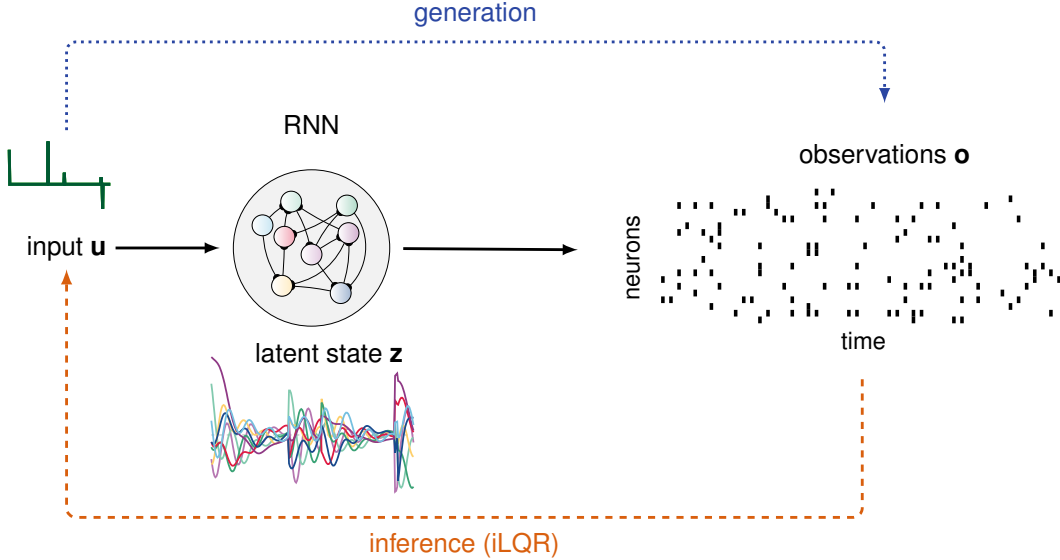 generation
RNN
observations o
input u
neurons
time
latent state z
inference (iLQR)